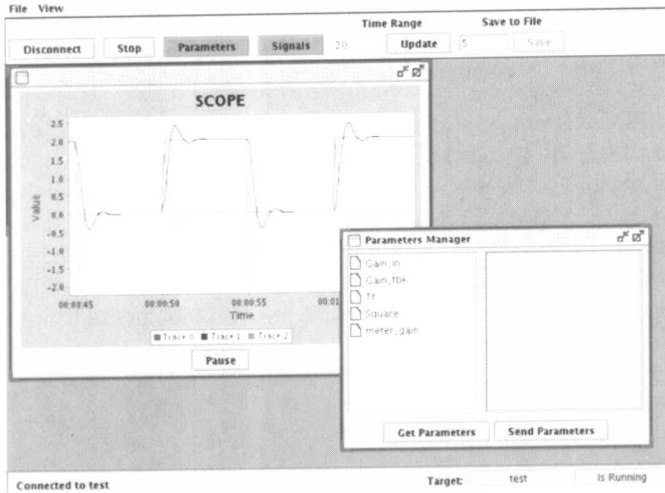 File View
Time Range Save to File
Disconnect Stop Parameters Signals 20 Update 5 Save
SCOPE
2.5
2.0
1.5
1.0
0.5
0.0
-0.5
-1.0
-1.5
-2.0
Value
00:00:45 00:00:50 00:00:55
Time
Trace 0 Trace 1 Trace 2
Pause
Parameters Manager
Gain_in
Gain_fbk
Tf
Square
meter_gain
Get Parameters Send Parameters
Connected to test Target: test Is Running